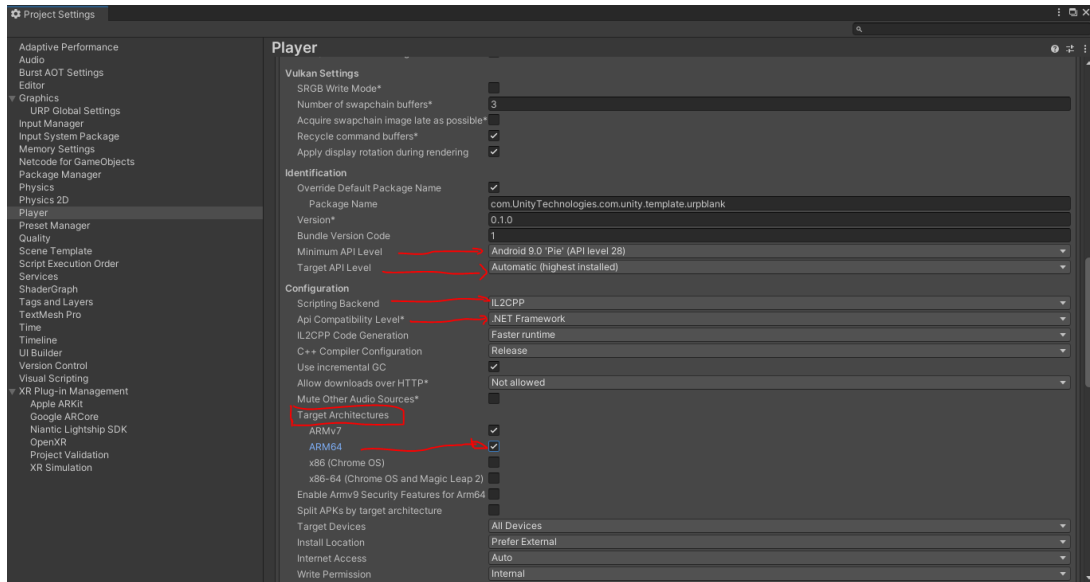 Project Settings
Adaptive Performance
Audio
Burst AOT Settings
Editor
Graphics
URP Global Settings
Input Manager
Input System Package
Memory Settings
Netcode for GameObjects
Package Manager
Physics
Physics 2D
Player
Preset Manager
Quality
Scene Template
Script Execution Order
Services
ShaderGraph
Tags and Layers
TextMesh Pro
Time
Timeline
UI Builder
Version Control
Visual Scripting
XR Plug-in Management
Apple ARKit
Google ARCore
Niantic Lightship SDK
OpenXR
Project Validation
XR Simulation
Player
Vulkan Settings
SRGB Write Mode*
Number of swapchain buffers* 3
Acquire swapchain image late as possible*
Recycle command buffers*
Apply display rotation during rendering
Identification
Override Default Package Name
Package Name com.UnityTechnologies.com.unity.template.urpblank
Version* 0.1.0
Bundle Version Code 1
Minimum API Level Android 9.0 'Pie' (API level 28)
Target API Level Automatic (highest installed)
Configuration
Scripting Backend IL2CPP
Api Compatibility Level* .NET Framework
IL2CPP Code Generation Faster runtime
C++ Compiler Configuration Release
Use incremental GC
Allow downloads over HTTP* Not allowed
Mute Other Audio Sources*
Target Architectures
ARMv7
ARM64
x86 (Chrome OS)
x86-64 (Chrome OS and Magic Leap 2)
Enable Armv9 Security Features for Arm64
Split APKs by target architecture
Target Devices All Devices
Install Location Prefer External
Internet Access Auto
Write Permission Internal